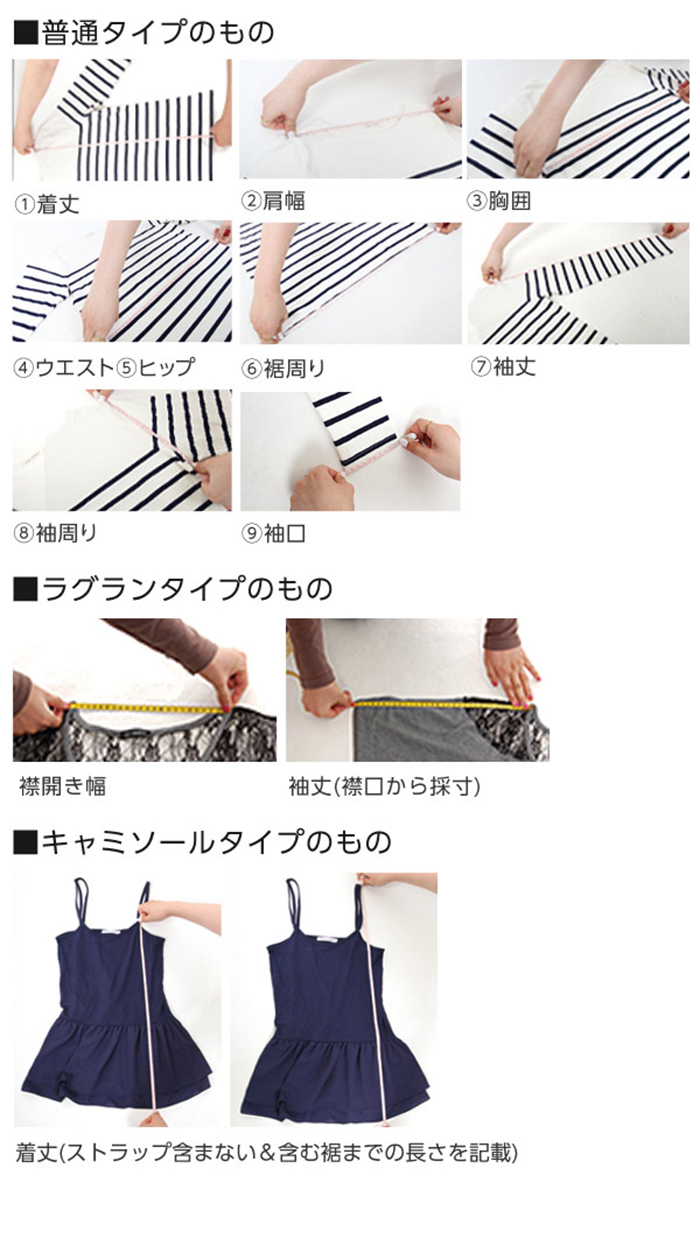 ■普通タイプのもの
①着丈
②肩幅
③胸囲
④ウエスト⑤ヒップ
⑥裾周り
⑦袖丈
⑧袖周り
⑨袖口
■ラグランタイプのもの
襟開き幅
袖丈(襟口から採寸)
■キャミソールタイプのもの
着丈(ストラップ含まない&含む裾までの長さを記載)